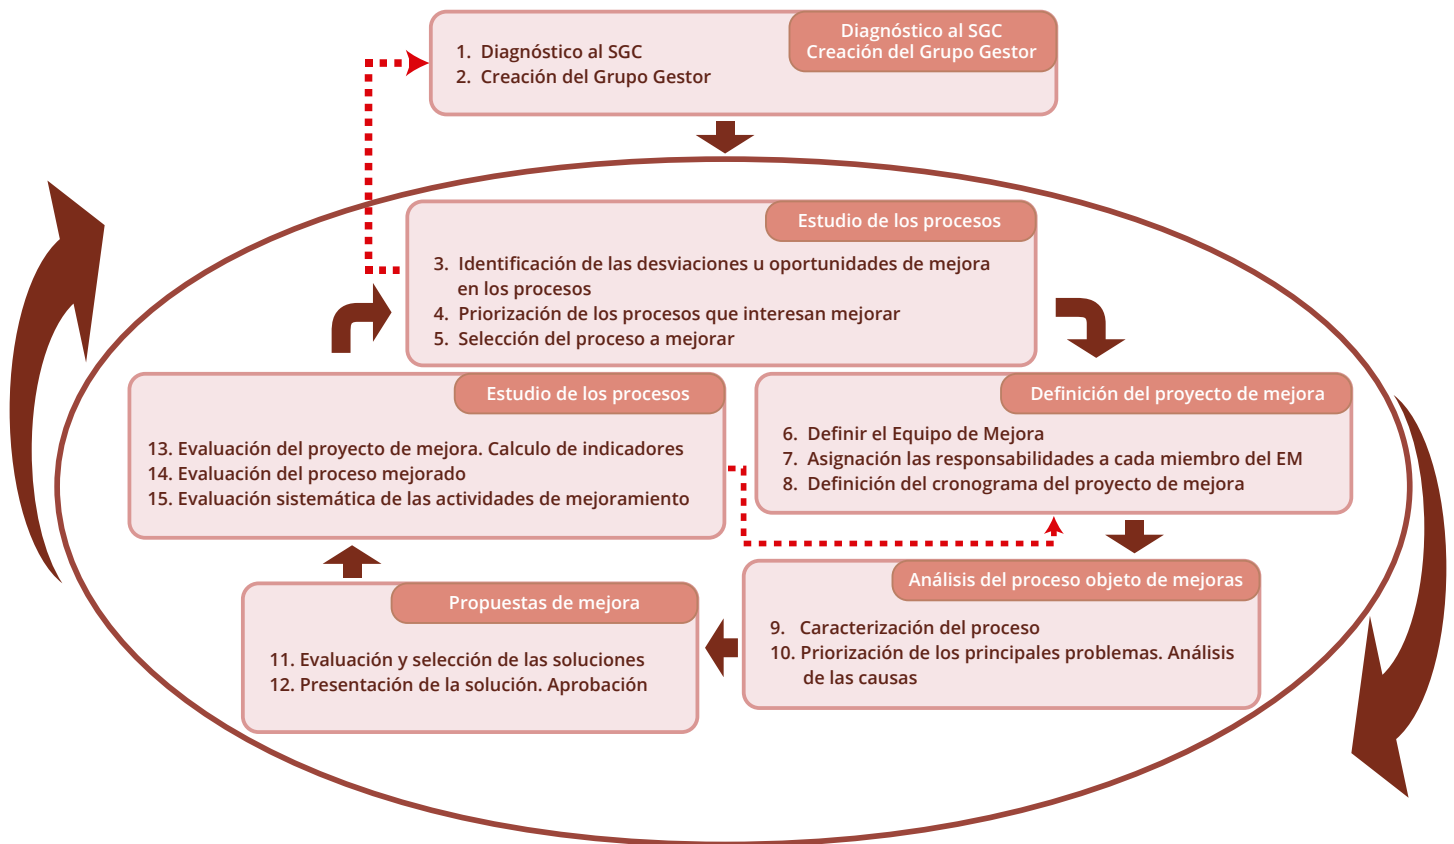 Diagnóstico al SGC
Creación del Grupo Gestor
1. Diagnóstico al SGC
2. Creación del Grupo Gestor
Estudio de los procesos
3. Identificación de las desviaciones u oportunidades de mejora
en los procesos
4. Priorización de los procesos que interesan mejorar
5. Selección del proceso a mejorar
Estudio de los procesos
13. Evaluación del proyecto de mejora. Calculo de indicadores
14. Evaluación del proceso mejorado
15. Evaluación sistemática de las actividades de mejoramiento
Definición del proyecto de mejora
6. Definir el Equipo de Mejora
7. Asignación las responsabilidades a cada miembro del EM
8. Definición del cronograma del proyecto de mejora
Propuestas de mejora
11. Evaluación y selección de las soluciones
12. Presentación de la solución. Aprobación
Análisis del proceso objeto de mejoras
9. Caracterización del proceso
10. Priorización de los principales problemas. Análisis
de las causas